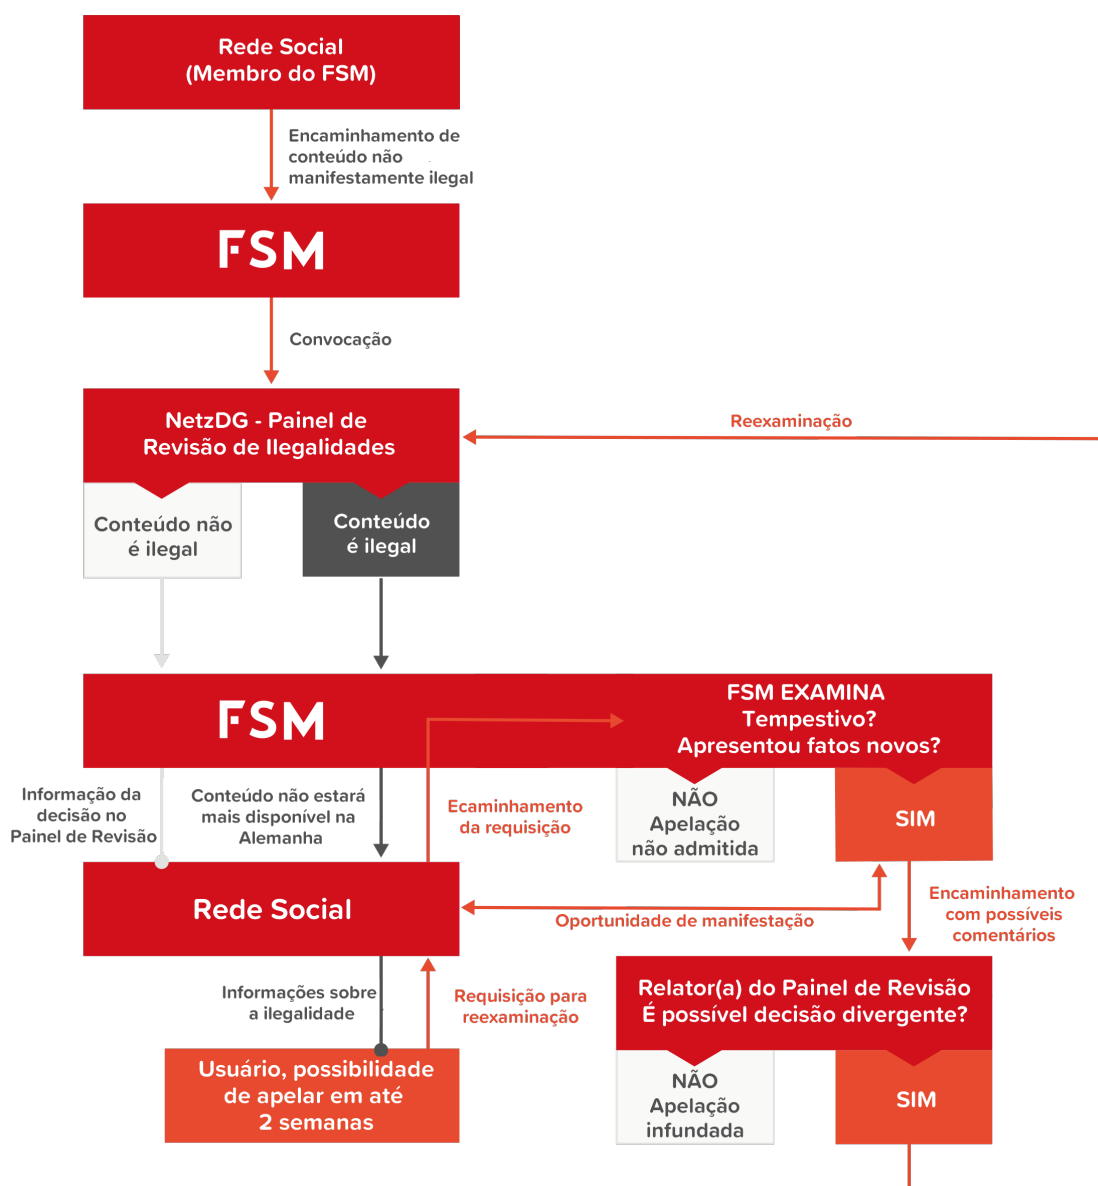 Rede Social
(Membro do FSM)
Encaminhamento de
conteúdo não
manifestamente ilegal
FSM
Convocação
NetzDG - Painel de
Revisão de Ilegalidades
Reexaminação
Conteúdo não
é ilegal
Conteúdo
é ilegal
FSM
FSM EXAMINA
Tempestivo?
Apresentou fatos novos?
Informação da
decisão no
Painel de Revisão
Conteúdo não estará
mais disponível na
Alemanha
Ecaminhamento
da requisição
NÃO
Apelação
não admitida
SIM
Rede Social
Oportunidade de manifestação
Encaminhamento
com possíveis
comentários
Informações sobre
a ilegalidade
Requisição para
reexaminação
Relator(a) do Painel de Revisão
É possível decisão divergente?
Usuário, possibilidade
de apelar em até
2 semanas
NÃO
Apelação
infundada
SIM